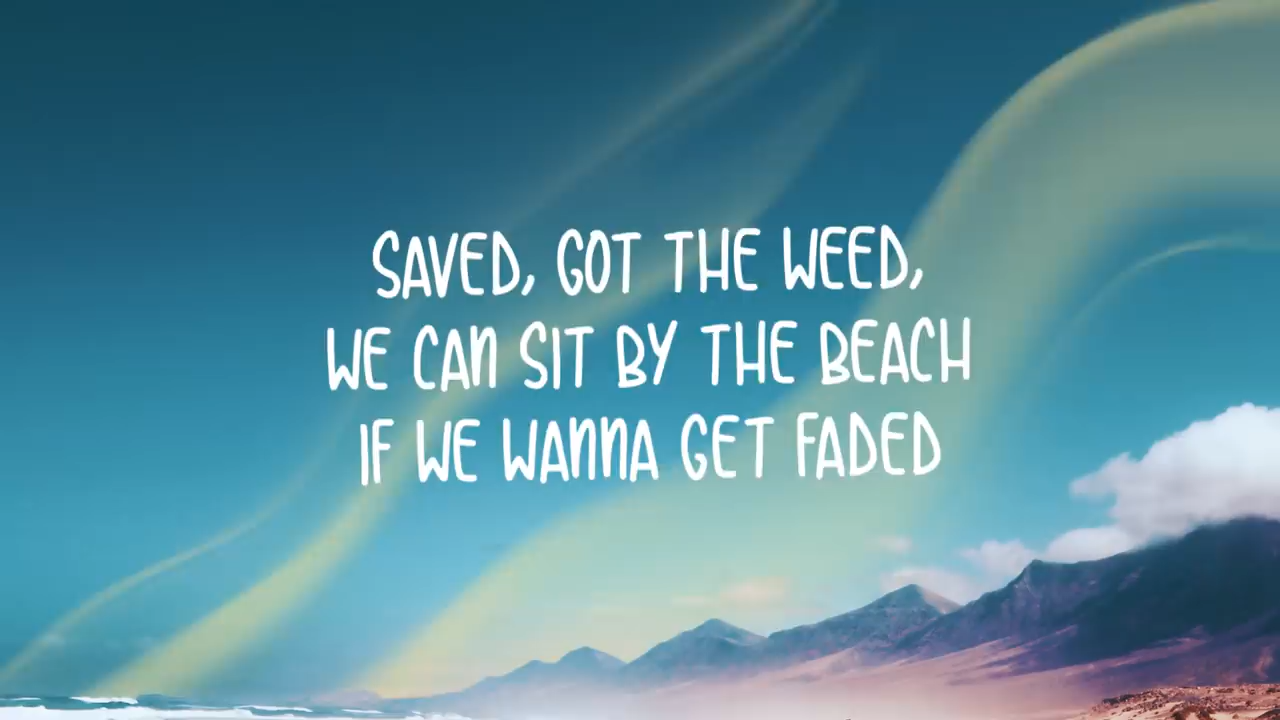 SAVED, GOT THE WEED,
WE CAN SIT BY THE BEACH
IF WE WANNA GET FADED